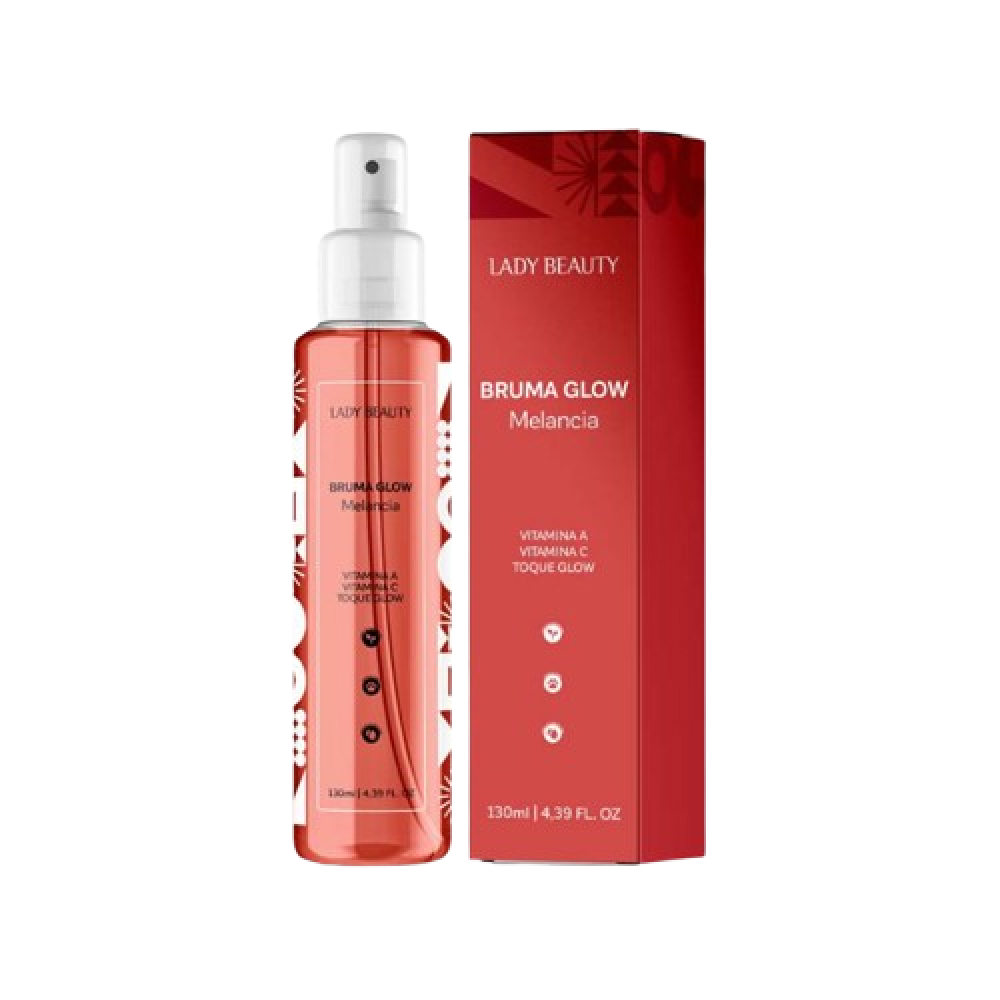 LADY BEAUTY
BRUMA GLOW
Melancia
VITAMINA A
VITAMINA C
TOQUE GLOW
130ml | 4,39 FL. OZ
LADY BEAUTY
BRUMA GLOW
Melancia
VITAMINA A
VITAMINA C
TOQUE GLOW
130ml | 4,39 FL. OZ